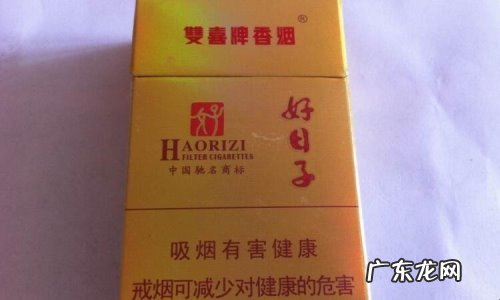 雙喜牌香烟®
好日子
HAORIZI
FILTER CIGARETTES
中国驰名商标
吸烟有害健康
戒烟可减少对健康的危害
广东龙网